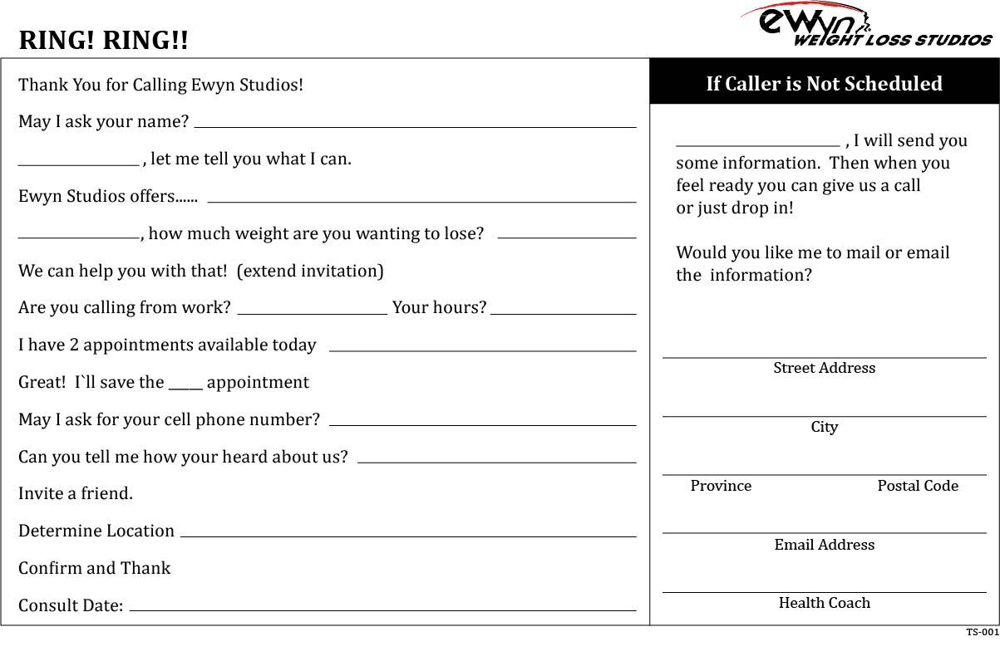 RING! RING!!
ewyn
WEIGHT LOSS STUDIOS
Thank You for Calling Ewyn Studios!
May I ask your name? ____________________
____________ , let me tell you what I can.
Ewyn Studios offers...... ____________________
____________, how much weight are you wanting to lose? ____________
We can help you with that!  (extend invitation)
Are you calling from work? ____________ Your hours? ____________
I have 2 appointments available today ____________________
Great!  I`ll save the ____ appointment
May I ask for your cell phone number? ____________________
Can you tell me how your heard about us? ____________________
Invite a friend.
Determine Location ____________________
Confirm and Thank
Consult Date: ____________________
If Caller is Not Scheduled
____________________ , I will send you
some information.  Then when you
feel ready you can give us a call
or just drop in!
Would you like me to mail or email
the  information?
Street Address
City
Province Postal Code
Email Address
Health Coach
TS-001